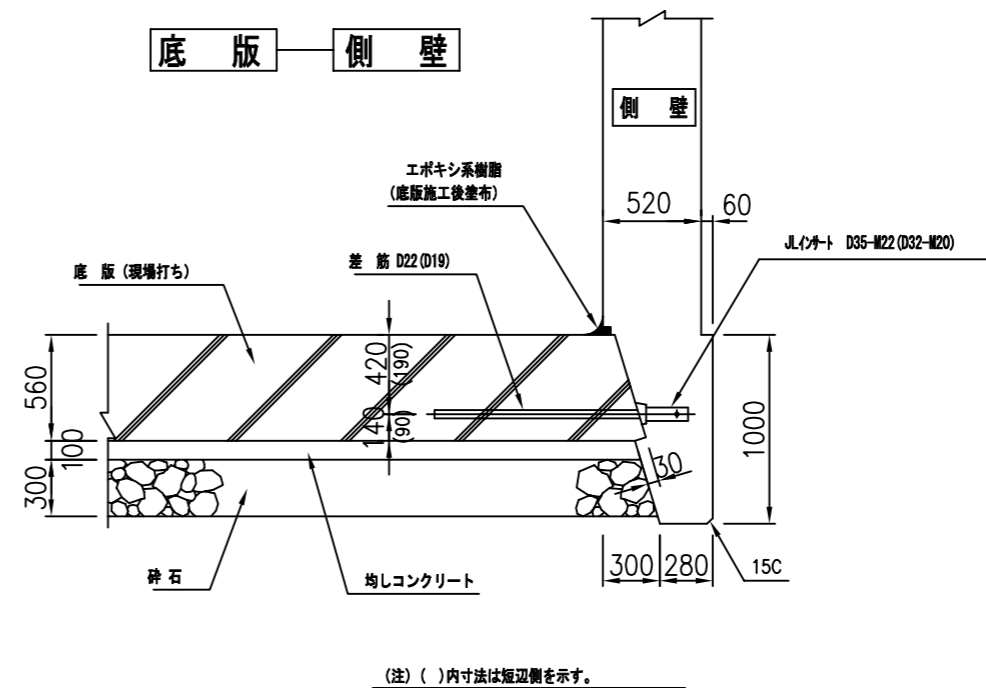 底 版
側 壁
側 壁
エポキシ系樹脂
(底版施工後塗布)
520
60
JLインサート D35-M22(D32-M20)
差 筋 D22(D19)
底 版 (現場打ち)
560
100
300
420
(190)
140
(90)
1000
30
砕 石
均しコンクリート
300
280
15C
(注) ( )内寸法は短辺側を示す。